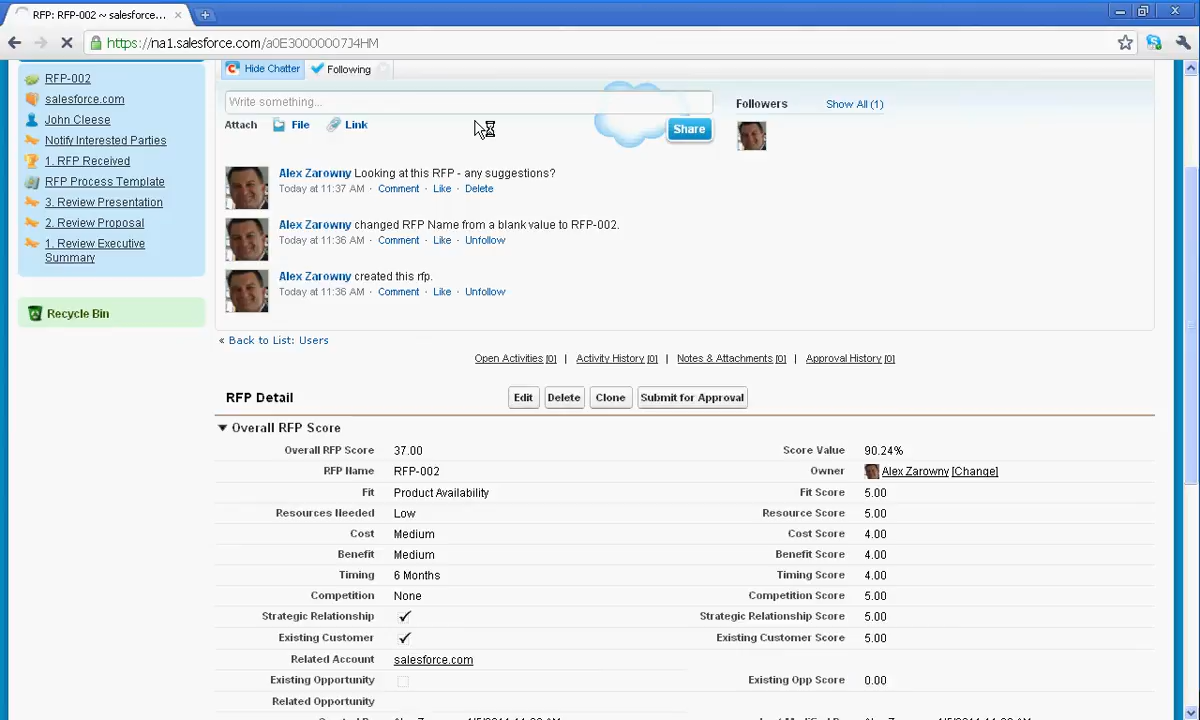 RFP: RFP-002 ~ salesforce...
https://na1.salesforce.com/a0E30000007J4HM
RFP-002
salesforce.com
John Cleese
Notify Interested Parties
1. RFP Received
RFP Process Template
3. Review Presentation
2. Review Proposal
1. Review Executive
Summary
Recycle Bin
Hide Chatter
Following
Write something...
Attach File Link
Share
Followers Show All (1)
Alex Zarowny Looking at this RFP - any suggestions?
Today at 11:37 AM · Comment · Like · Delete
Alex Zarowny changed RFP Name from a blank value to RFP-002.
Today at 11:36 AM · Comment · Like · Unfollow
Alex Zarowny created this rfp.
Today at 11:36 AM · Comment · Like · Unfollow
« Back to List: Users
Open Activities [0] | Activity History [0] | Notes & Attachments [0] | Approval History [0]
RFP Detail Edit Delete Clone Submit for Approval
Overall RFP Score
Overall RFP Score 37.00 Score Value 90.24%
RFP Name RFP-002 Owner Alex Zarowny [Change]
Fit Product Availability Fit Score 5.00
Resources Needed Low Resource Score 5.00
Cost Medium Cost Score 4.00
Benefit Medium Benefit Score 4.00
Timing 6 Months Timing Score 4.00
Competition None Competition Score 5.00
Strategic Relationship Strategic Relationship Score 5.00
Existing Customer Existing Customer Score 5.00
Related Account salesforce.com
Existing Opportunity Existing Opp Score 0.00
Related Opportunity